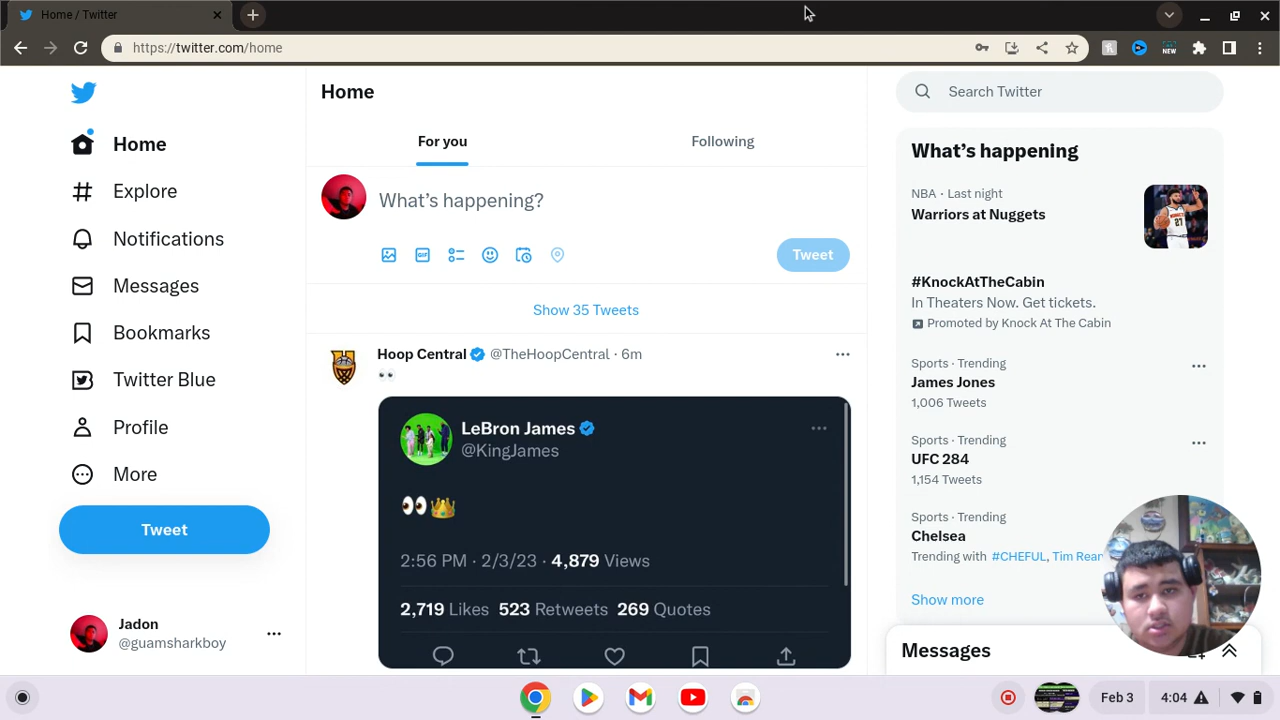 Home / Twitter
https://twitter.com/home
NEW
Home
Explore
Notifications
Messages
Bookmarks
Twitter Blue
Profile
More
Tweet
Jadon
@guamsharkboy
Home
For you
Following
What's happening?
GIF
Tweet
Show 35 Tweets
Hoop Central @TheHoopCentral · 6m
👀
LeBron James
@KingJames
👀👑
2:56 PM · 2/3/23 · 4,879 Views
2,719 Likes 523 Retweets 269 Quotes
Search Twitter
What's happening
NBA · Last night
Warriors at Nuggets
#KnockAtTheCabin
In Theaters Now. Get tickets.
Promoted by Knock At The Cabin
Sports · Trending
James Jones
1,006 Tweets
Sports · Trending
UFC 284
1,154 Tweets
Sports · Trending
Chelsea
Trending with #CHEFUL, Tim Rear
Show more
Messages
Feb 3
4:04